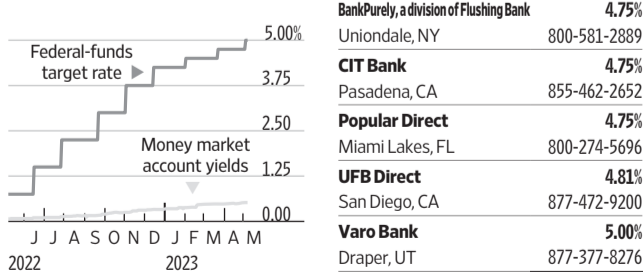 5.00%
Federal-funds
target rate
3.75
2.50
Money market
account yields
1.25
0.00
J J A S O N D J F M A M
2022 2023
BankPurely, a division of Flushing Bank 4.75%
Uniondale, NY 800-581-2889
CIT Bank 4.75%
Pasadena, CA 855-462-2652
Popular Direct 4.75%
Miami Lakes, FL 800-274-5696
UFB Direct 4.81%
San Diego, CA 877-472-9200
Varo Bank 5.00%
Draper, UT 877-377-8276